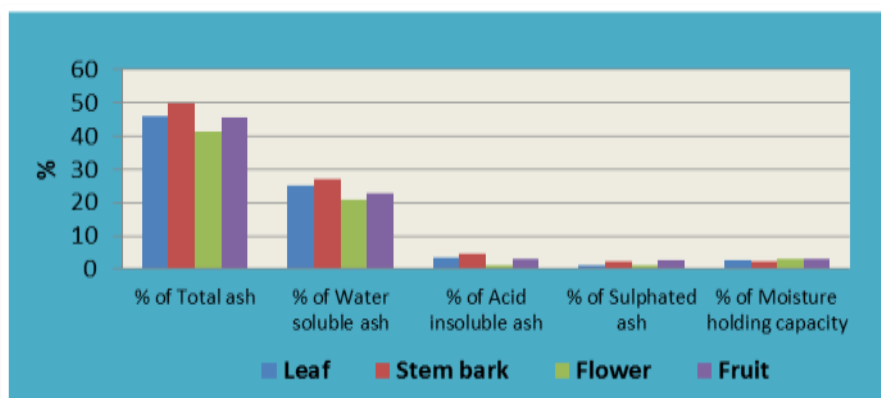 60
50
40
30
20
10
0
%
% of Total ash
% of Water
soluble ash
% of Acid
insoluble ash
% of Sulphated
ash
% of Moisture
holding capacity
Leaf
Stem bark
Flower
Fruit